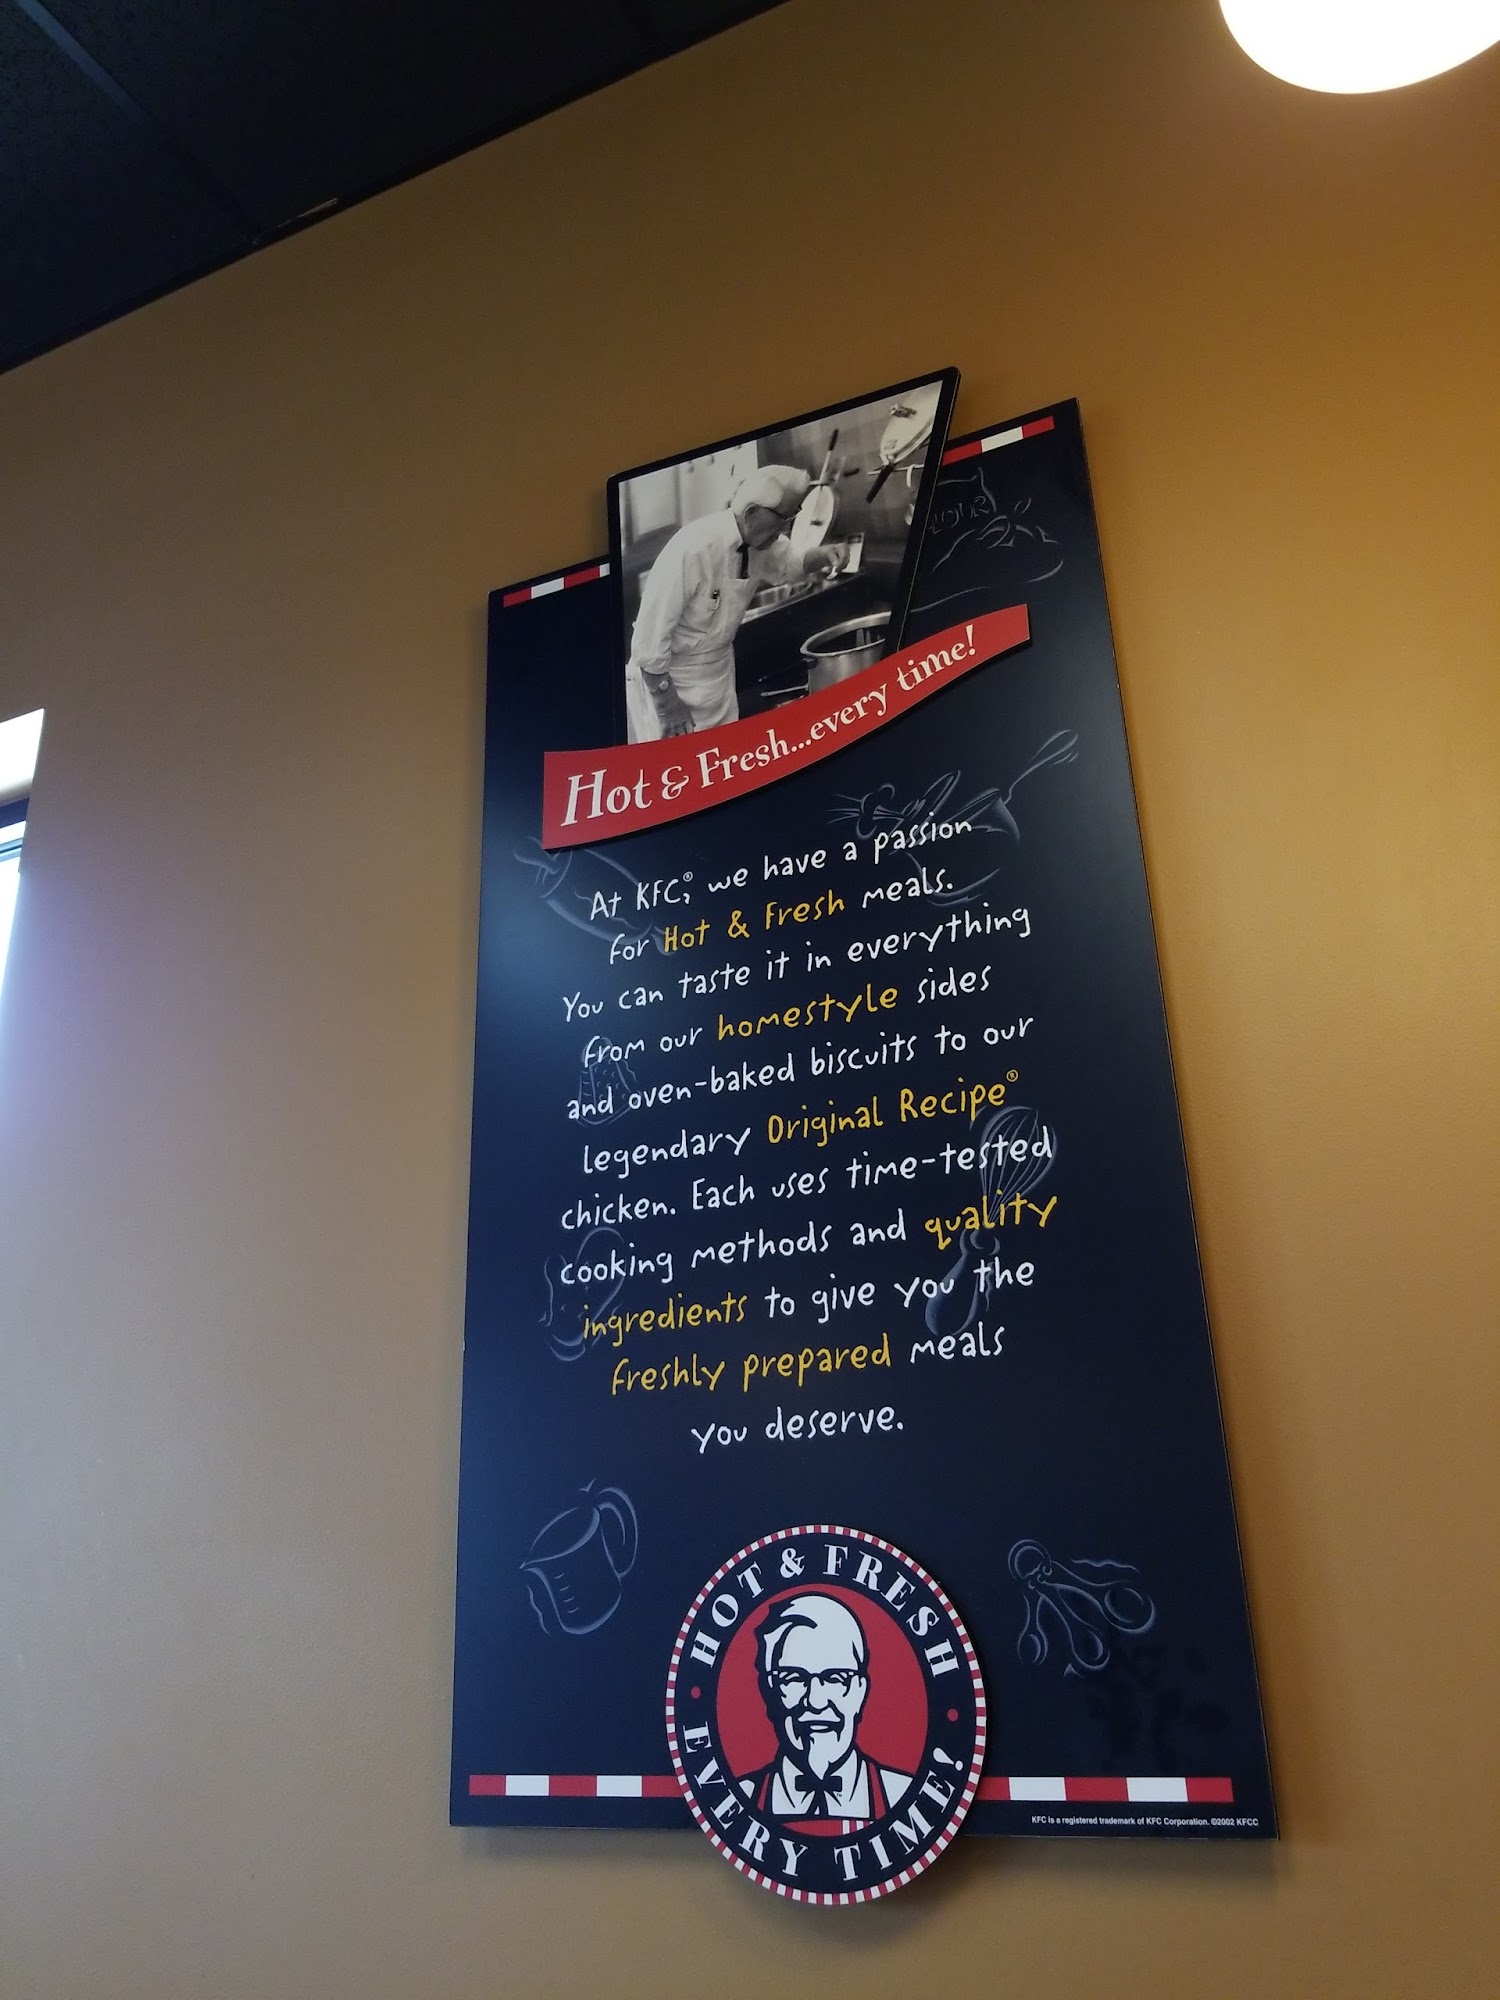 FLOUR
Hot & Fresh...every time!
At KFC,® we have a passion
for Hot & Fresh meals.
You can taste it in everything
from our homestyle sides
and oven-baked biscuits to our
legendary Original Recipe®
chicken. Each uses time-tested
cooking methods and quality
ingredients to give you the
freshly prepared meals
you deserve.
• HOT & FRESH •
EVERY TIME!
KFC is a registered trademark of KFC Corporation. ©2002 KFCC